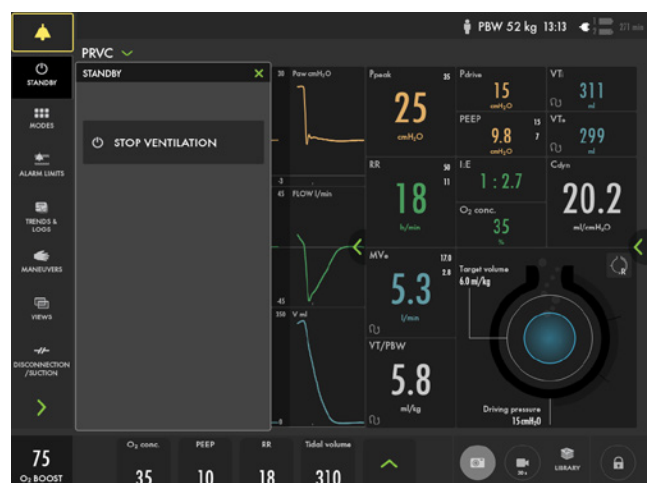 PBW 52 kg 13:13 271 min
PRVC
STANDBY
STANDBY
STOP VENTILATION
MODES
ALARM LIMITS
TRENDS &
LOGS
MANEUVERS
VIEWS
DISCONNECTION
/SUCTION
30 Paw cmH₂O
-3
45 FLOW l/min
-45
350 V ml
-0
Ppeak 35
25
cmH₂O
Pdrive
15
cmH₂O
VTi
311
ml
PEEP 15
9.8 7
cmH₂O
VTe
299
ml
RR 50
11
18
b/min
I:E
1 : 2.7
Cdyn
20.2
ml/cmH₂O
O₂ conc.
35
%
MVe 17.0
2.8
5.3
l/min
Target volume
6.0 ml/kg
R
VT/PBW
5.8
ml/kg
Driving pressure
15 cmH₂O
75
O₂ BOOST
O₂ conc.
35
PEEP
10
RR
18
Tidal volume
310
30 s
LIBRARY